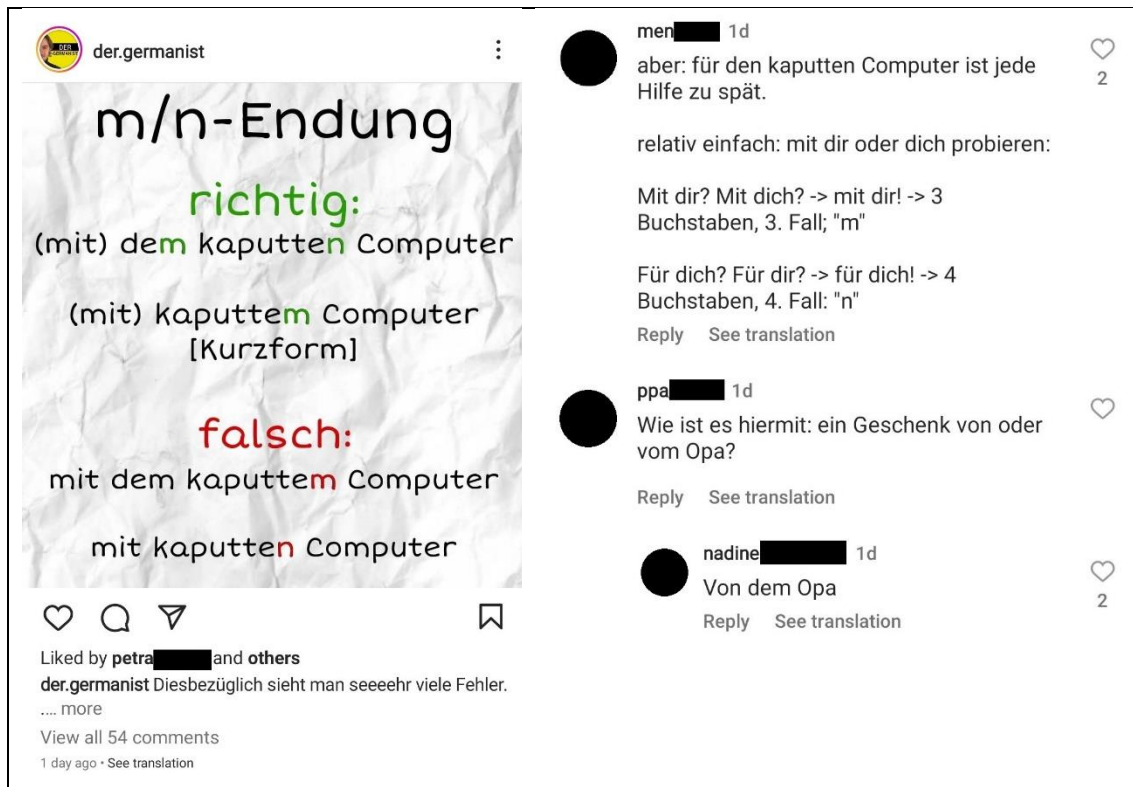 der.germanist
m/n-Endung
richtig:
(mit) dem kaputten Computer
(mit) kaputtem Computer
[Kurzform]
falsch:
mit dem kaputtem Computer
mit kaputten Computer
Liked by petra and others
der.germanist Diesbezüglich sieht man seeeehr viele Fehler.
.... more
View all 54 comments
1 day ago • See translation
men 1d
aber: für den kaputten Computer ist jede
Hilfe zu spät.
2
relativ einfach: mit dir oder dich probieren:
Mit dir? Mit dich? -> mit dir! -> 3
Buchstaben, 3. Fall; "m"
Für dich? Für dir? -> für dich! -> 4
Buchstaben, 4. Fall: "n"
Reply See translation
ppa 1d
Wie ist es hiermit: ein Geschenk von oder
vom Opa?
Reply See translation
nadine 1d
Von dem Opa
2
Reply See translation